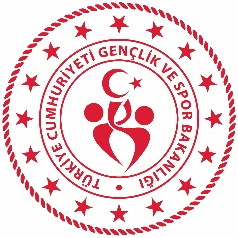 TÜRKİYE CUMHURİYETİ GENÇLİK VE SPOR BAKANLIĞI